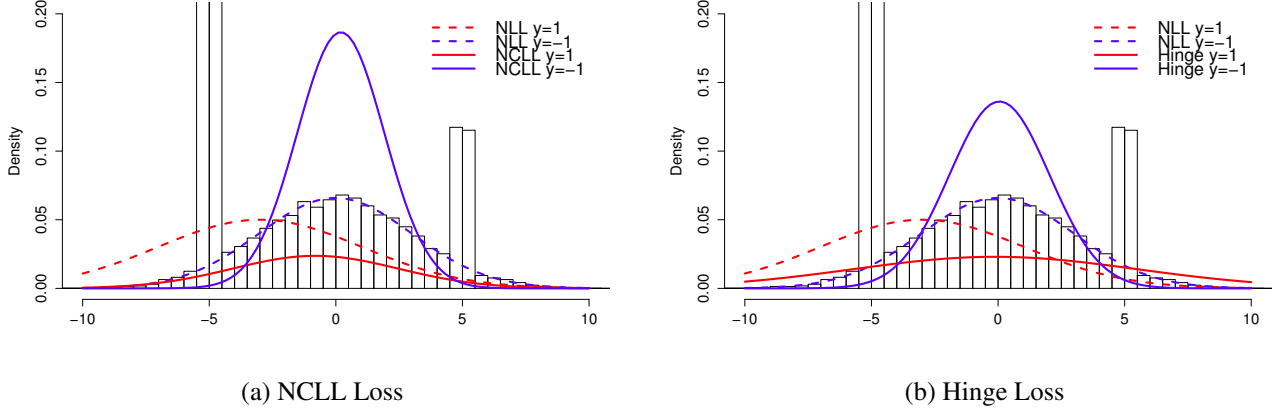 0.20
0.15
0.10
0.05
0.00
Density
NLL y=1
NLL y=−1
NCLL y=1
NCLL y=−1
−10 −5 0 5 10
(a) NCLL Loss
0.20
0.15
0.10
0.05
0.00
Density
NLL y=1
NLL y=−1
Hinge y=1
Hinge y=−1
−10 −5 0 5 10
(b) Hinge Loss